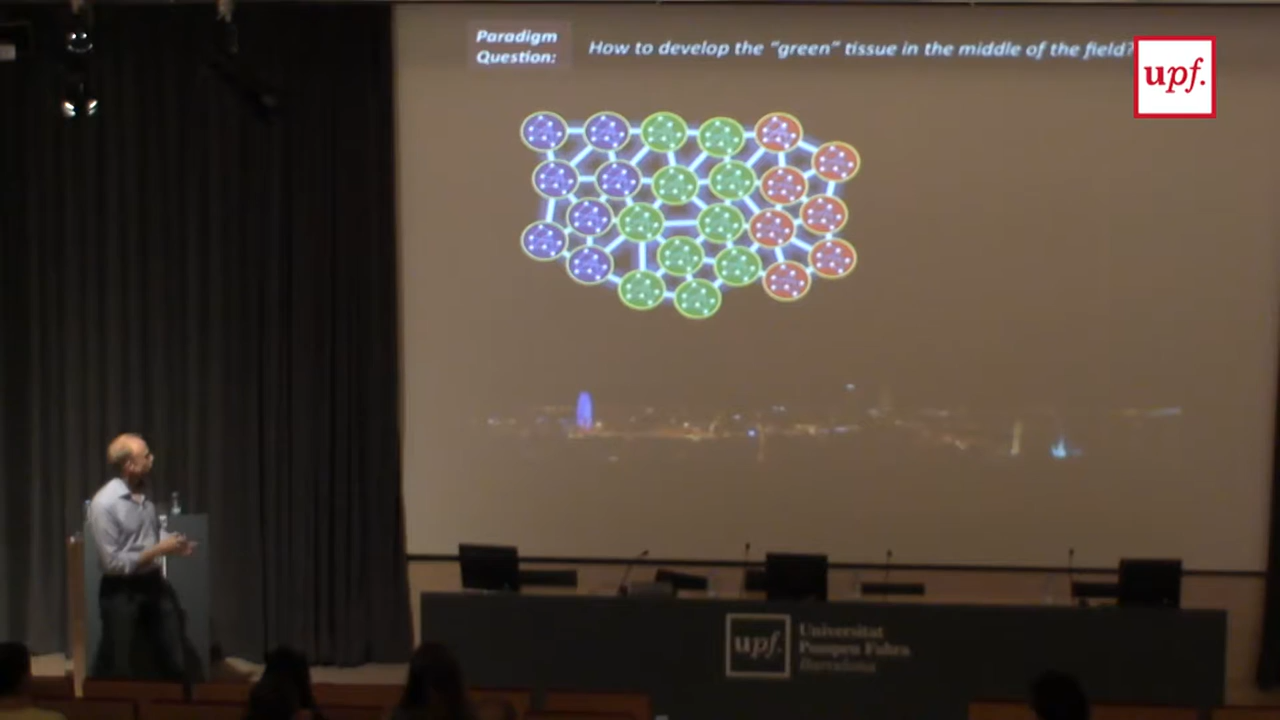 Paradigm
Question:
How to develop the “green” tissue in the middle of the field?
upf.
upf.
Universitat
Pompeu Fabra
Barcelona